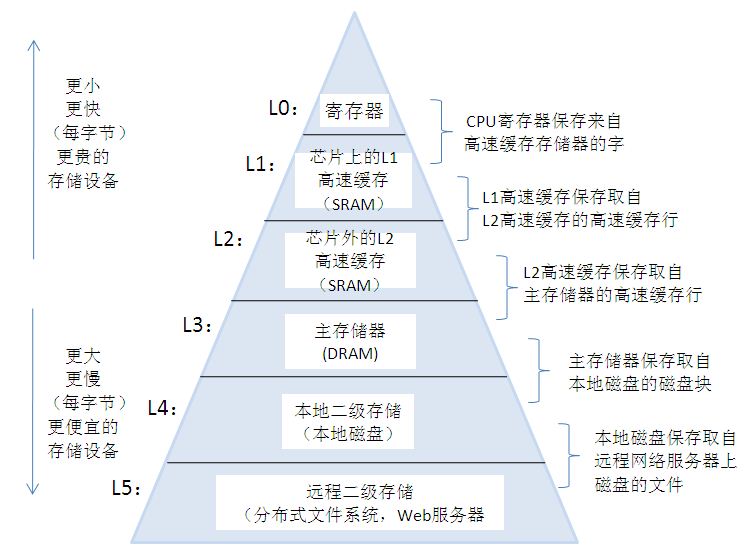 更小
更快
（每字节）
更贵的
存储设备
更大
更慢
（每字节）
更便宜的
存储设备
L0：
寄存器
L1：
芯片上的L1
高速缓存
（SRAM）
L2：
芯片外的L2
高速缓存
（SRAM）
L3：
主存储器
(DRAM)
L4：
本地二级存储
（本地磁盘）
L5：
远程二级存储
（分布式文件系统，Web服务器
CPU寄存器保存来自
高速缓存存储器的字
L1高速缓存保存取自
L2高速缓存的高速缓存行
L2高速缓存保存取自
主存储器的高速缓存行
主存储器保存取自
本地磁盘的磁盘块
本地磁盘保存取自
远程网络服务器上
磁盘的文件